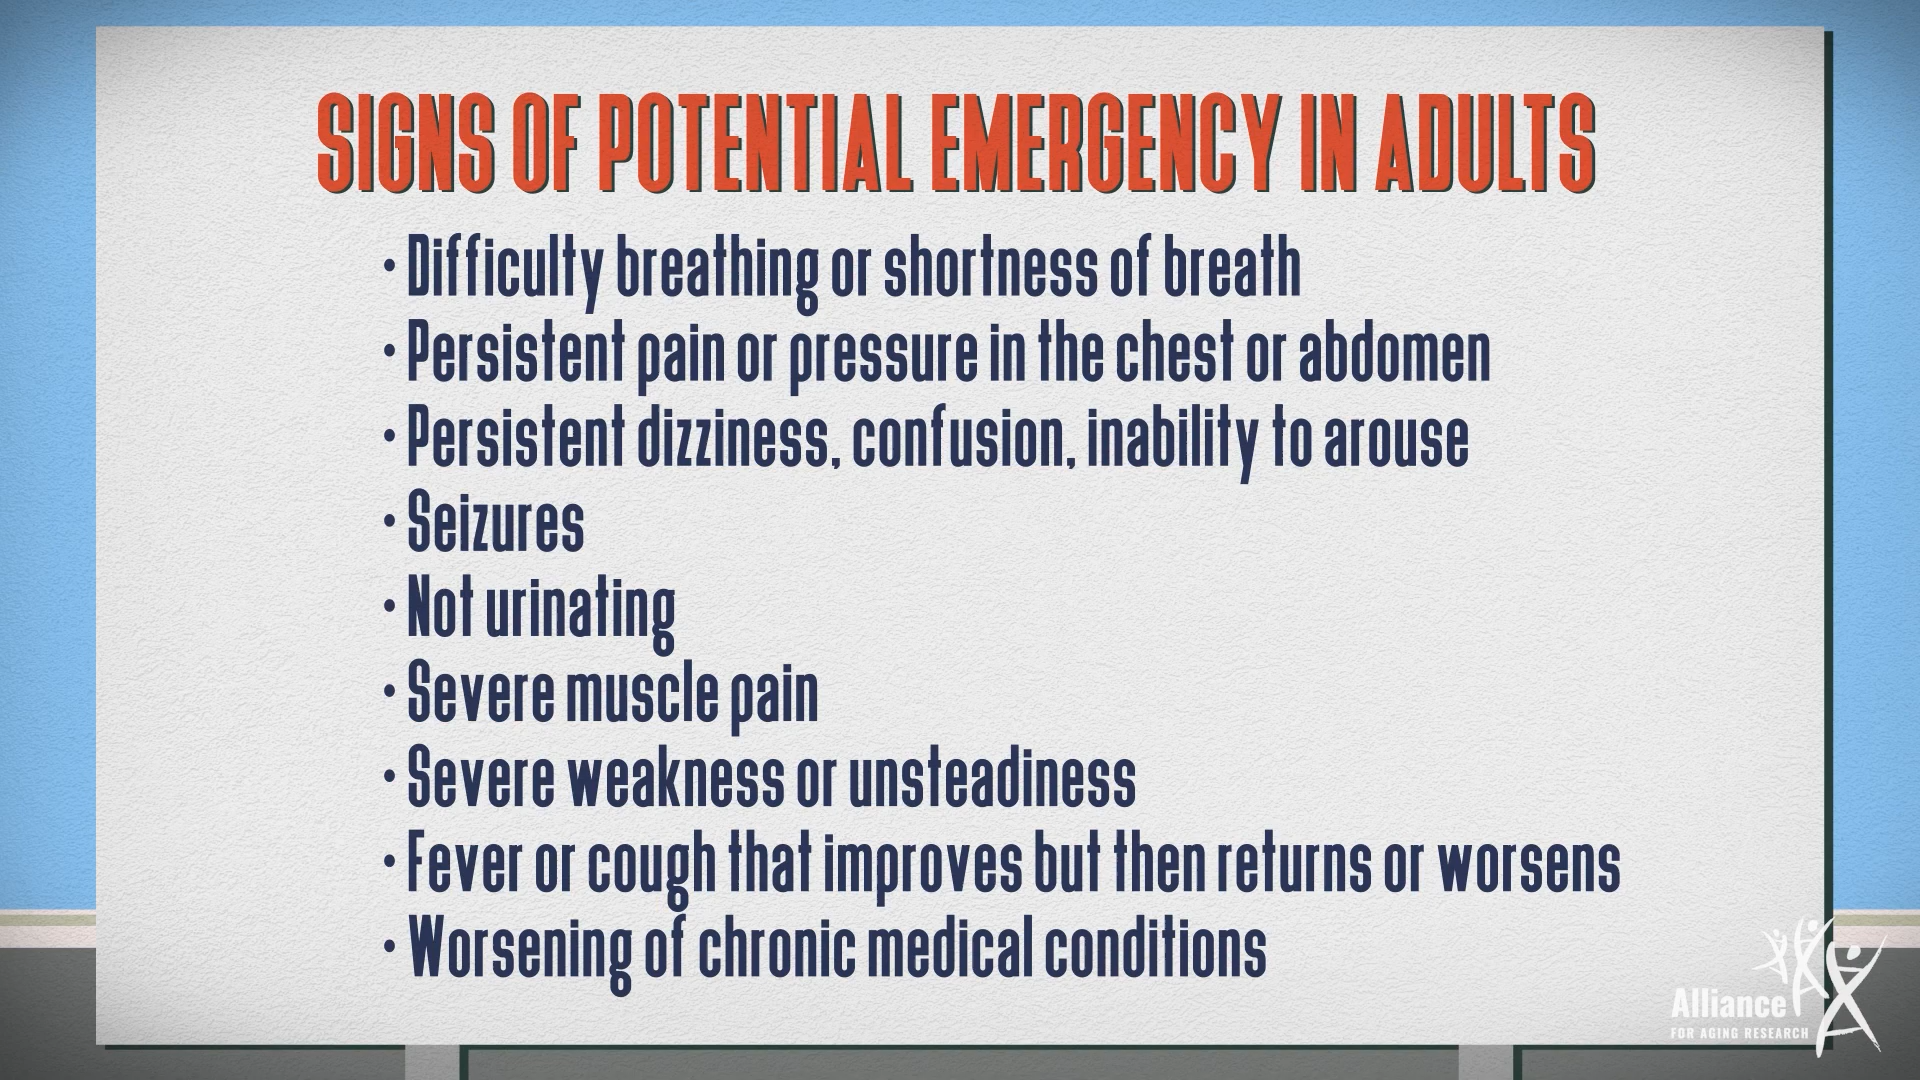 SIGNS OF POTENTIAL EMERGENCY IN ADULTS
• Difficulty breathing or shortness of breath
• Persistent pain or pressure in the chest or abdomen
• Persistent dizziness, confusion, inability to arouse
• Seizures
• Not urinating
• Severe muscle pain
• Severe weakness or unsteadiness
• Fever or cough that improves but then returns or worsens
• Worsening of chronic medical conditions
Alliance
FOR AGING RESEARCH